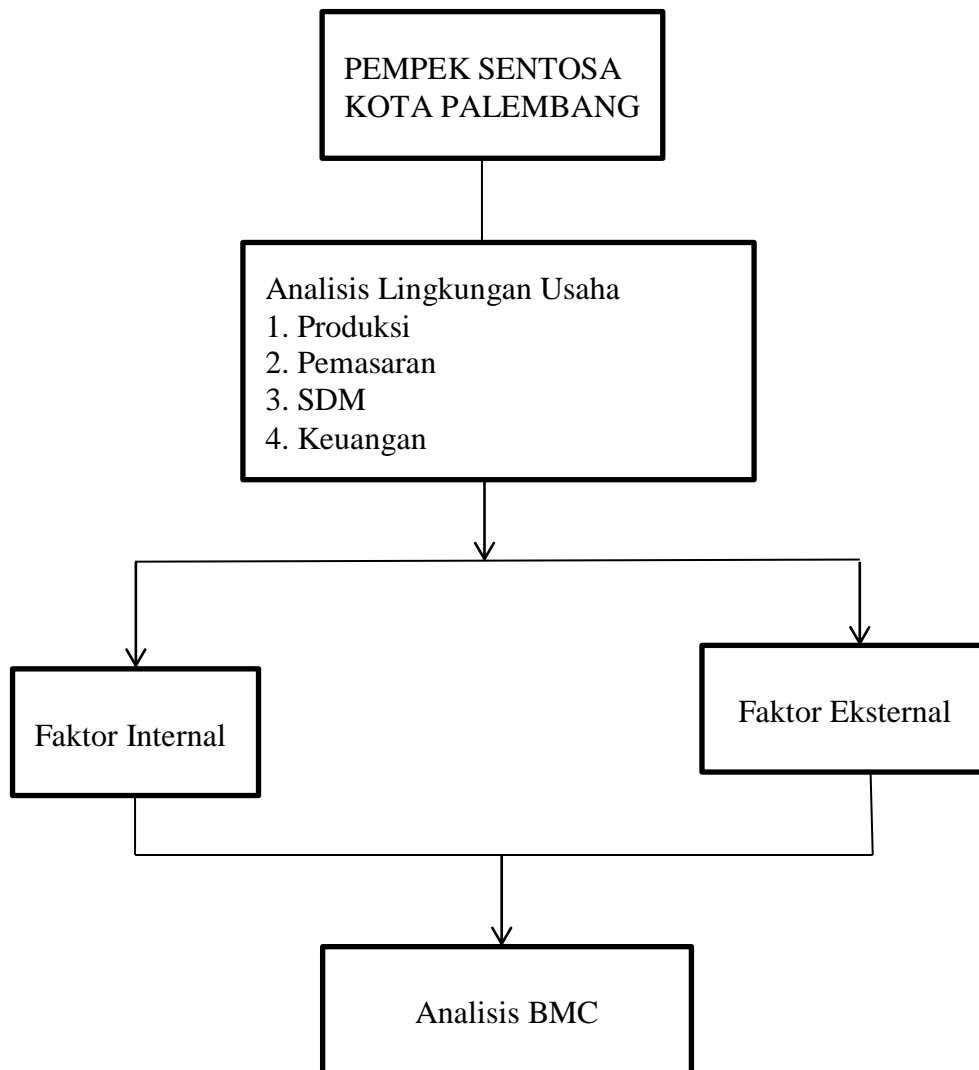 PEMPEK SENTOSA
KOTA PALEMBANG
Analisis Lingkungan Usaha
1. Produksi
2. Pemasaran
3. SDM
4. Keuangan
Faktor Internal
Faktor Eksternal
Analisis BMC